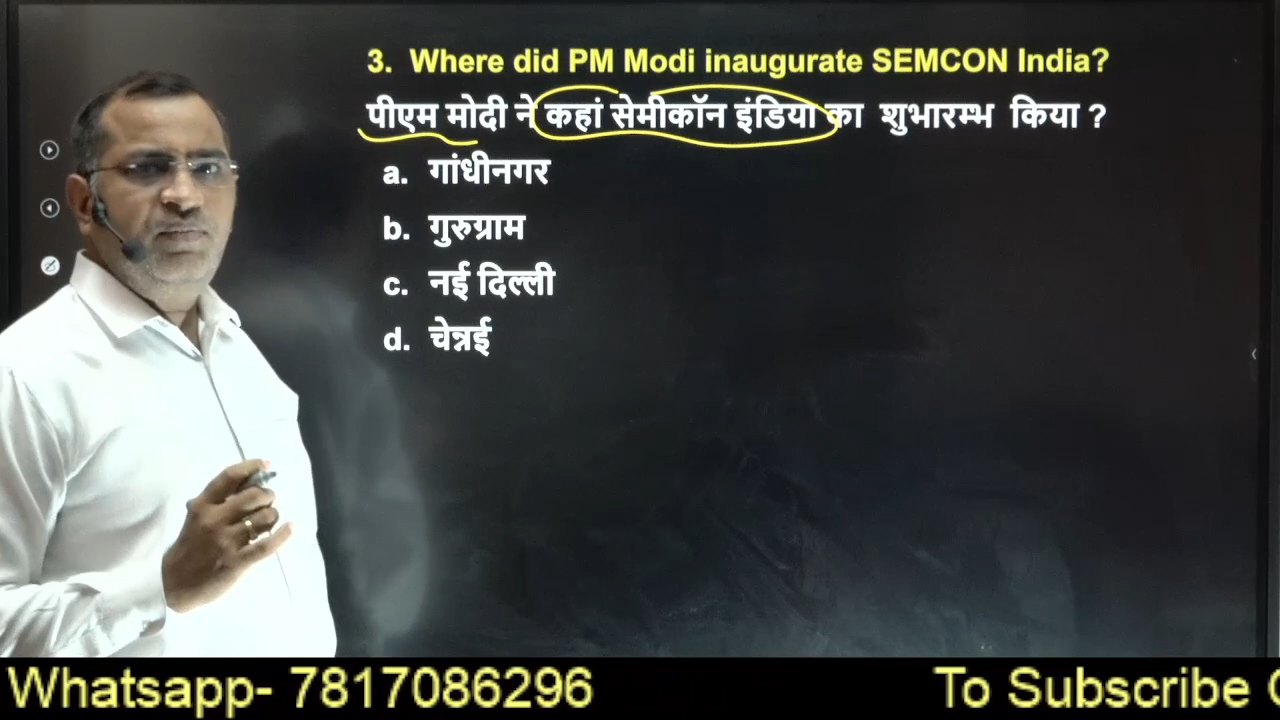 3. Where did PM Modi inaugurate SEMCON India?
पीएम मोदी ने कहां सेमीकॉन इंडिया का शुभारम्भ किया ?
a. गांधीनगर
b. गुरुग्राम
c. नई दिल्ली
d. चेन्नई
Whatsapp- 7817086296 To Subscribe